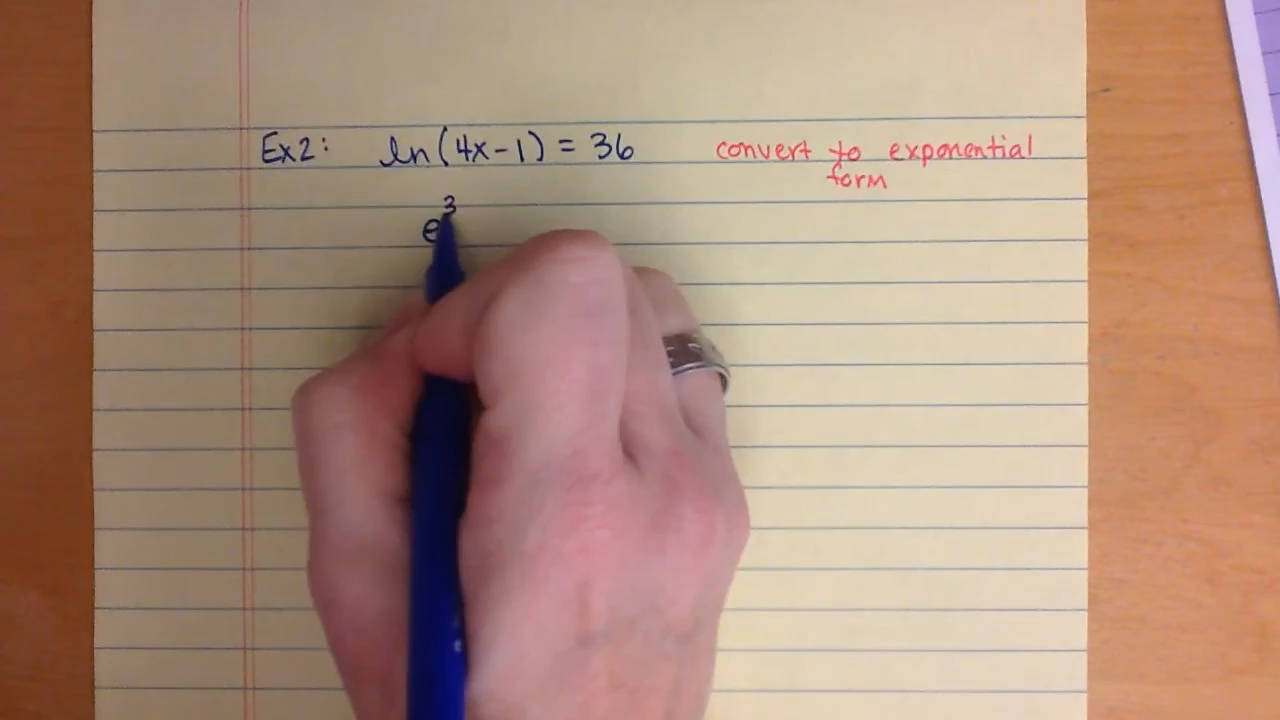 Ex2: ln(4x-1) = 36 convert to exponential
form
e³